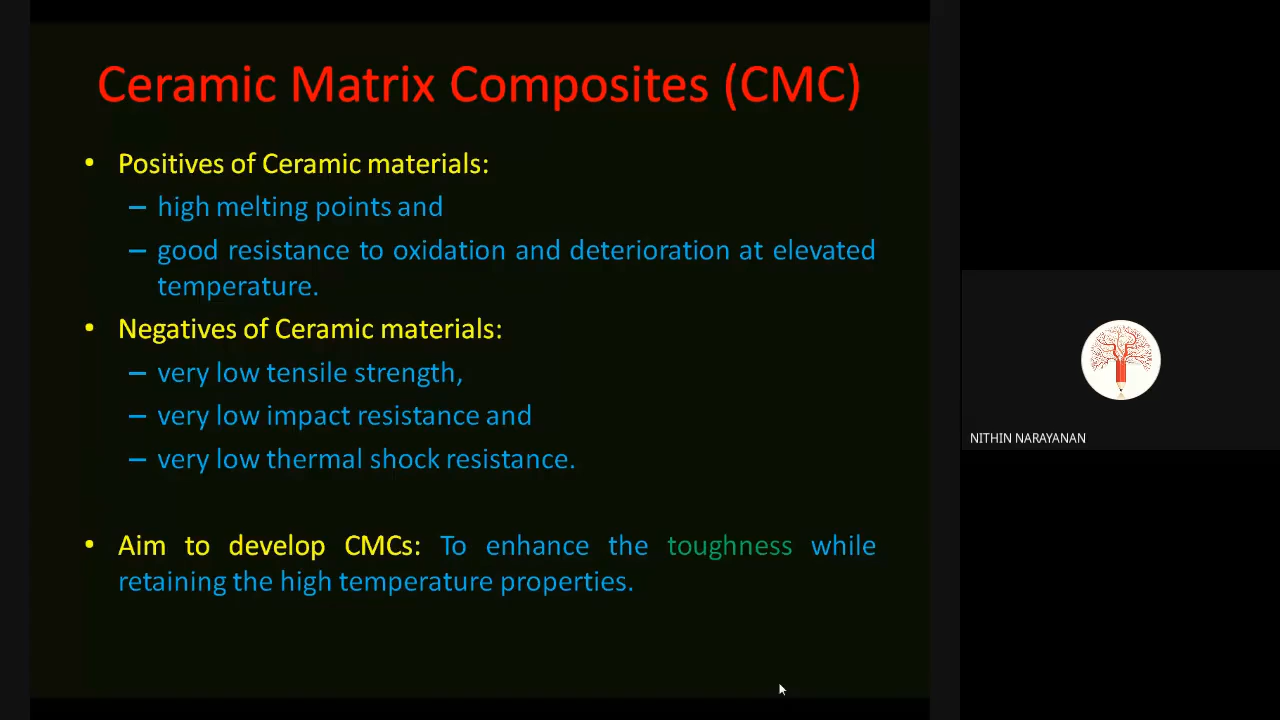 Ceramic Matrix Composites (CMC)
• Positives of Ceramic materials:
– high melting points and
– good resistance to oxidation and deterioration at elevated
temperature.
• Negatives of Ceramic materials:
– very low tensile strength,
– very low impact resistance and
– very low thermal shock resistance.
• Aim to develop CMCs: To enhance the toughness while
retaining the high temperature properties.
NITHIN NARAYANAN